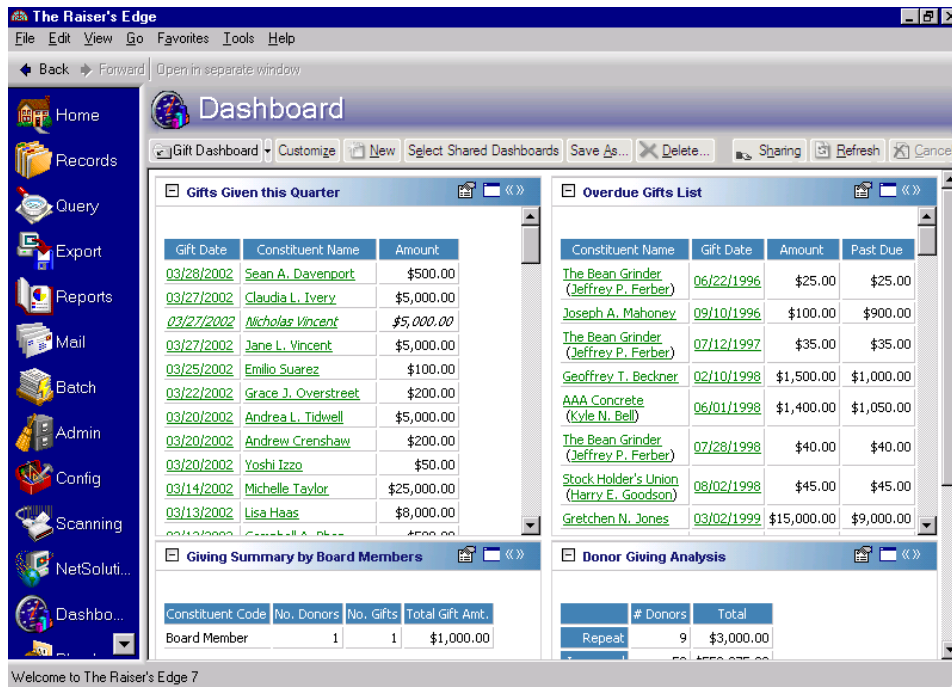 The Raiser's Edge
File Edit View Go Favorites Tools Help
Back Forward Open in separate window
Home
Records
Query
Export
Reports
Mail
Batch
Admin
Config
Scanning
NetSoluti...
Dashbo...
Dashboard
Gift Dashboard Customize New Select Shared Dashboards Save As... Delete... Sharing Refresh Cance
Gifts Given this Quarter
Gift Date Constituent Name Amount
03/28/2002 Sean A. Davenport $500.00
03/27/2002 Claudia L. Ivery $5,000.00
03/27/2002 Nicholas Vincent $5,000.00
03/27/2002 Jane L. Vincent $5,000.00
03/25/2002 Emilio Suarez $100.00
03/22/2002 Grace J. Overstreet $200.00
03/20/2002 Andrea L. Tidwell $5,000.00
03/20/2002 Andrew Crenshaw $200.00
03/20/2002 Yoshi Izzo $50.00
03/14/2002 Michelle Taylor $25,000.00
03/13/2002 Lisa Haas $8,000.00
Overdue Gifts List
Constituent Name Gift Date Amount Past Due
The Bean Grinder
(Jeffrey P. Ferber) 06/22/1996 $25.00 $25.00
Joseph A. Mahoney 09/10/1996 $100.00 $900.00
The Bean Grinder
(Jeffrey P. Ferber) 07/12/1997 $35.00 $35.00
Geoffrey T. Beckner 02/10/1998 $1,500.00 $1,000.00
AAA Concrete
(Kyle N. Bell) 06/01/1998 $1,400.00 $1,050.00
The Bean Grinder
(Jeffrey P. Ferber) 07/28/1998 $40.00 $40.00
Stock Holder's Union
(Harry E. Goodson) 08/02/1998 $45.00 $45.00
Gretchen N. Jones 03/02/1999 $15,000.00 $9,000.00
Giving Summary by Board Members
Constituent Code No. Donors No. Gifts Total Gift Amt.
Board Member 1 1 $1,000.00
Donor Giving Analysis
# Donors Total
Repeat 9 $3,000.00
Welcome to The Raiser's Edge 7